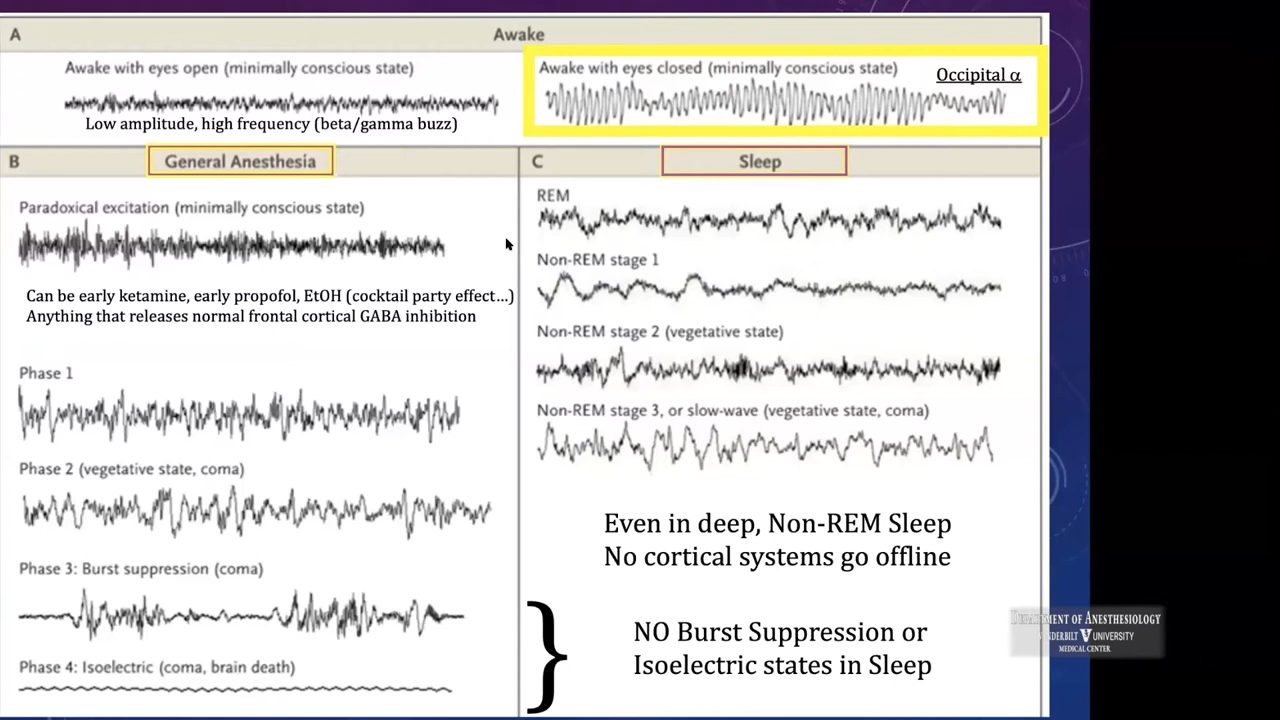 A
Awake
Awake with eyes open (minimally conscious state)
Low amplitude, high frequency (beta/gamma buzz)
Awake with eyes closed (minimally conscious state)
Occipital α
B
General Anesthesia
Paradoxical excitation (minimally conscious state)
Can be early ketamine, early propofol, EtOH (cocktail party effect...)
Anything that releases normal frontal cortical GABA inhibition
Phase 1
Phase 2 (vegetative state, coma)
Phase 3: Burst suppression (coma)
Phase 4: Isoelectric (coma, brain death)
C
Sleep
REM
Non-REM stage 1
Non-REM stage 2 (vegetative state)
Non-REM stage 3, or slow-wave (vegetative state, coma)
Even in deep, Non-REM Sleep
No cortical systems go offline
}
NO Burst Suppression or
Isoelectric states in Sleep
DEPARTMENT OF ANESTHESIOLOGY
VANDERBILT UNIVERSITY
MEDICAL CENTER